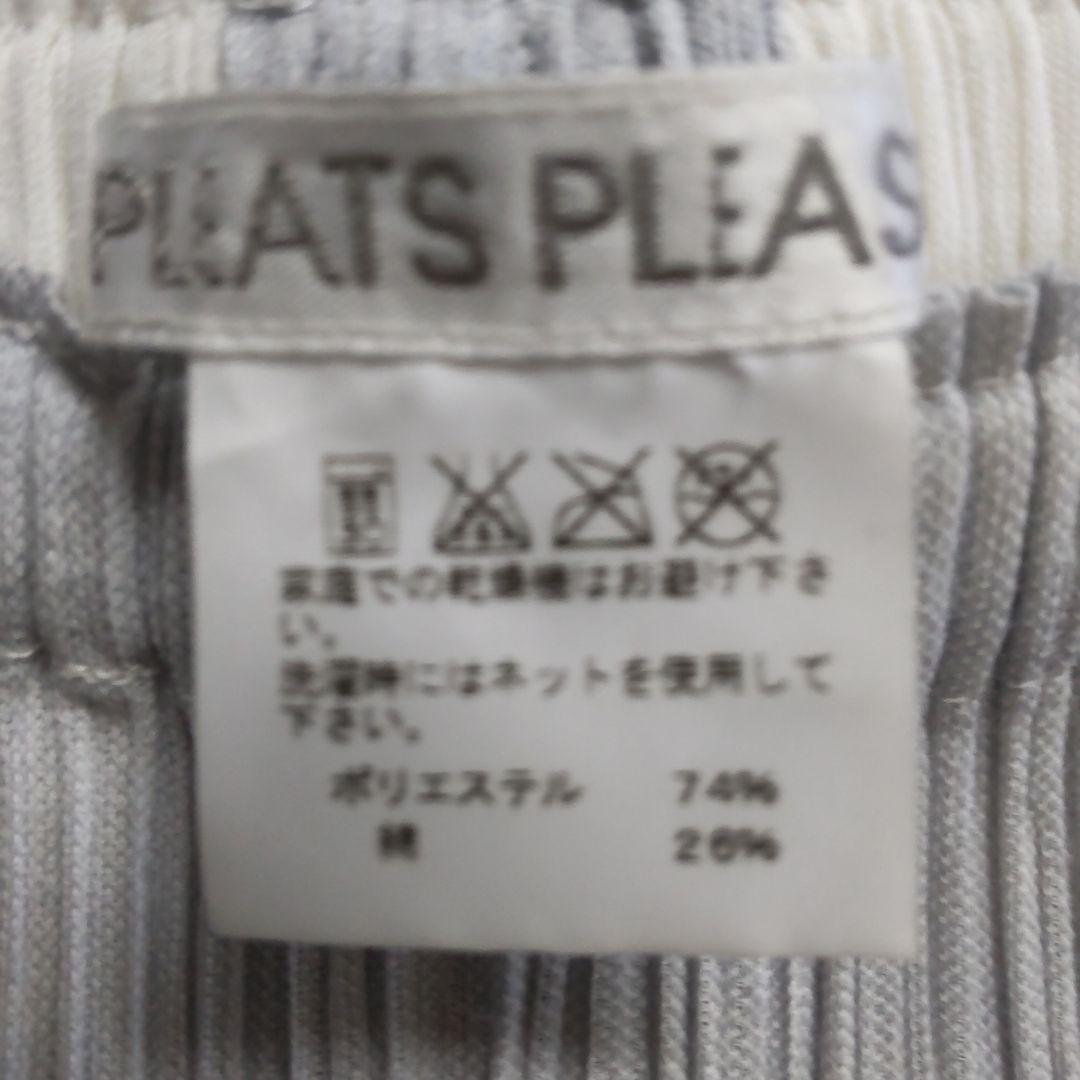 PLEATS PLEAS
家庭での乾燥機はお避け下さ
い。
洗濯時にはネットを使用して
下さい。
ポリエステル 74%
綿 26%